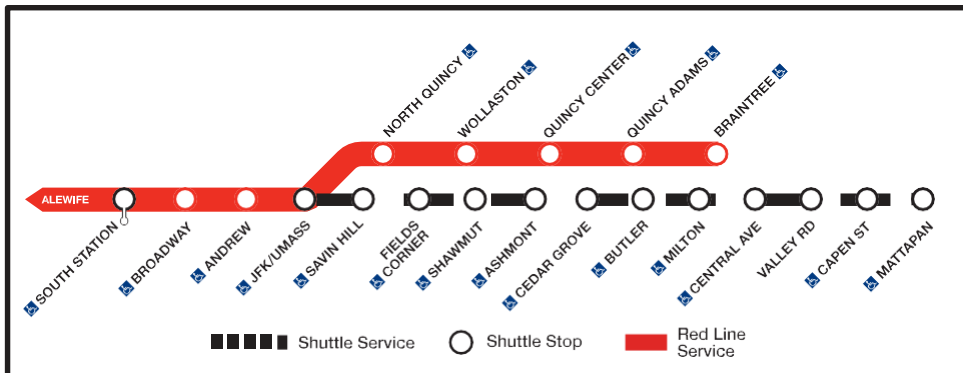 NORTH QUINCY
WOLLASTON
QUINCY CENTER
QUINCY ADAMS
BRAINTREE
ALEWIFE
SOUTH STATION
BROADWAY
ANDREW
JFK/UMASS
SAVIN HILL
FIELDS
CORNER
SHAWMUT
ASHMONT
CEDAR GROVE
BUTLER
MILTON
CENTRAL AVE
VALLEY RD
CAPEN ST
MATTAPAN
Shuttle Service
Shuttle Stop
Red Line
Service